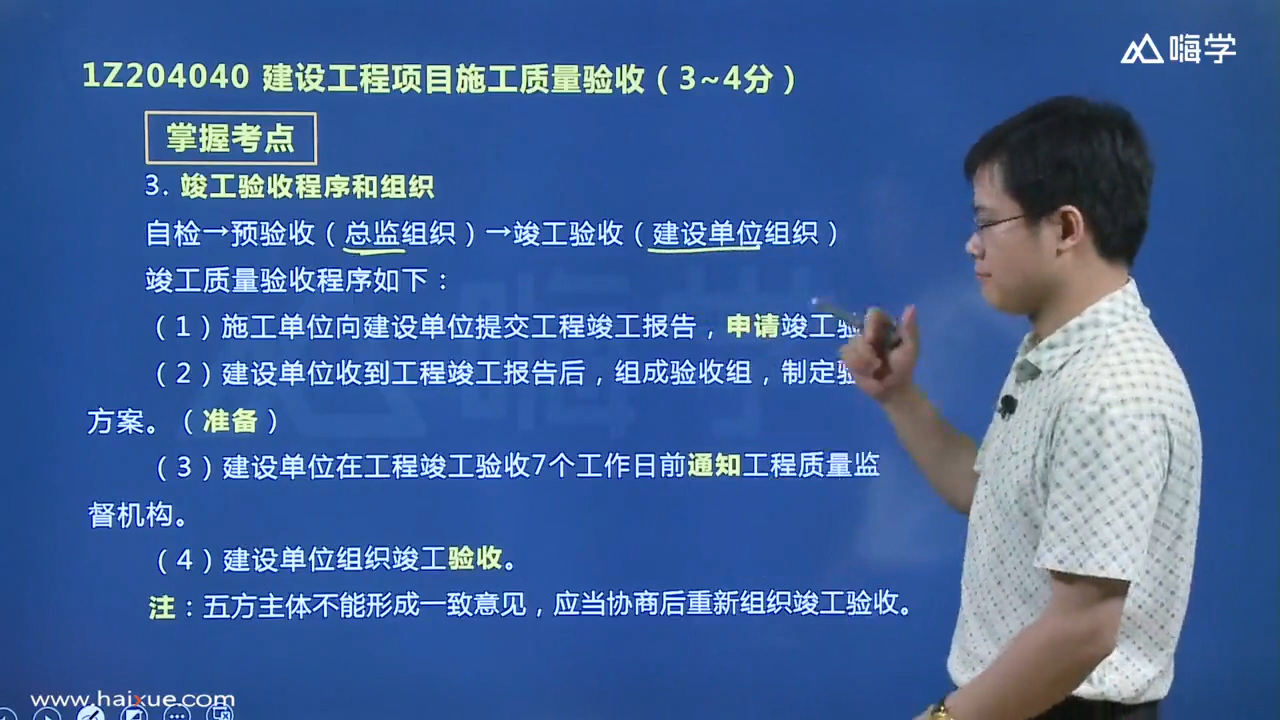 嗨学
1Z204040 建设工程项目施工质量验收（3~4分）
掌握考点
3. 竣工验收程序和组织
自检→预验收（总监组织）→竣工验收（建设单位组织）
竣工质量验收程序如下：
（1）施工单位向建设单位提交工程竣工报告，申请竣工验
（2）建设单位收到工程竣工报告后，组成验收组，制定验
方案。（准备）
（3）建设单位在工程竣工验收7个工作日前通知工程质量监
督机构。
（4）建设单位组织竣工验收。
注：五方主体不能形成一致意见，应当协商后重新组织竣工验收。
www.haixue.com